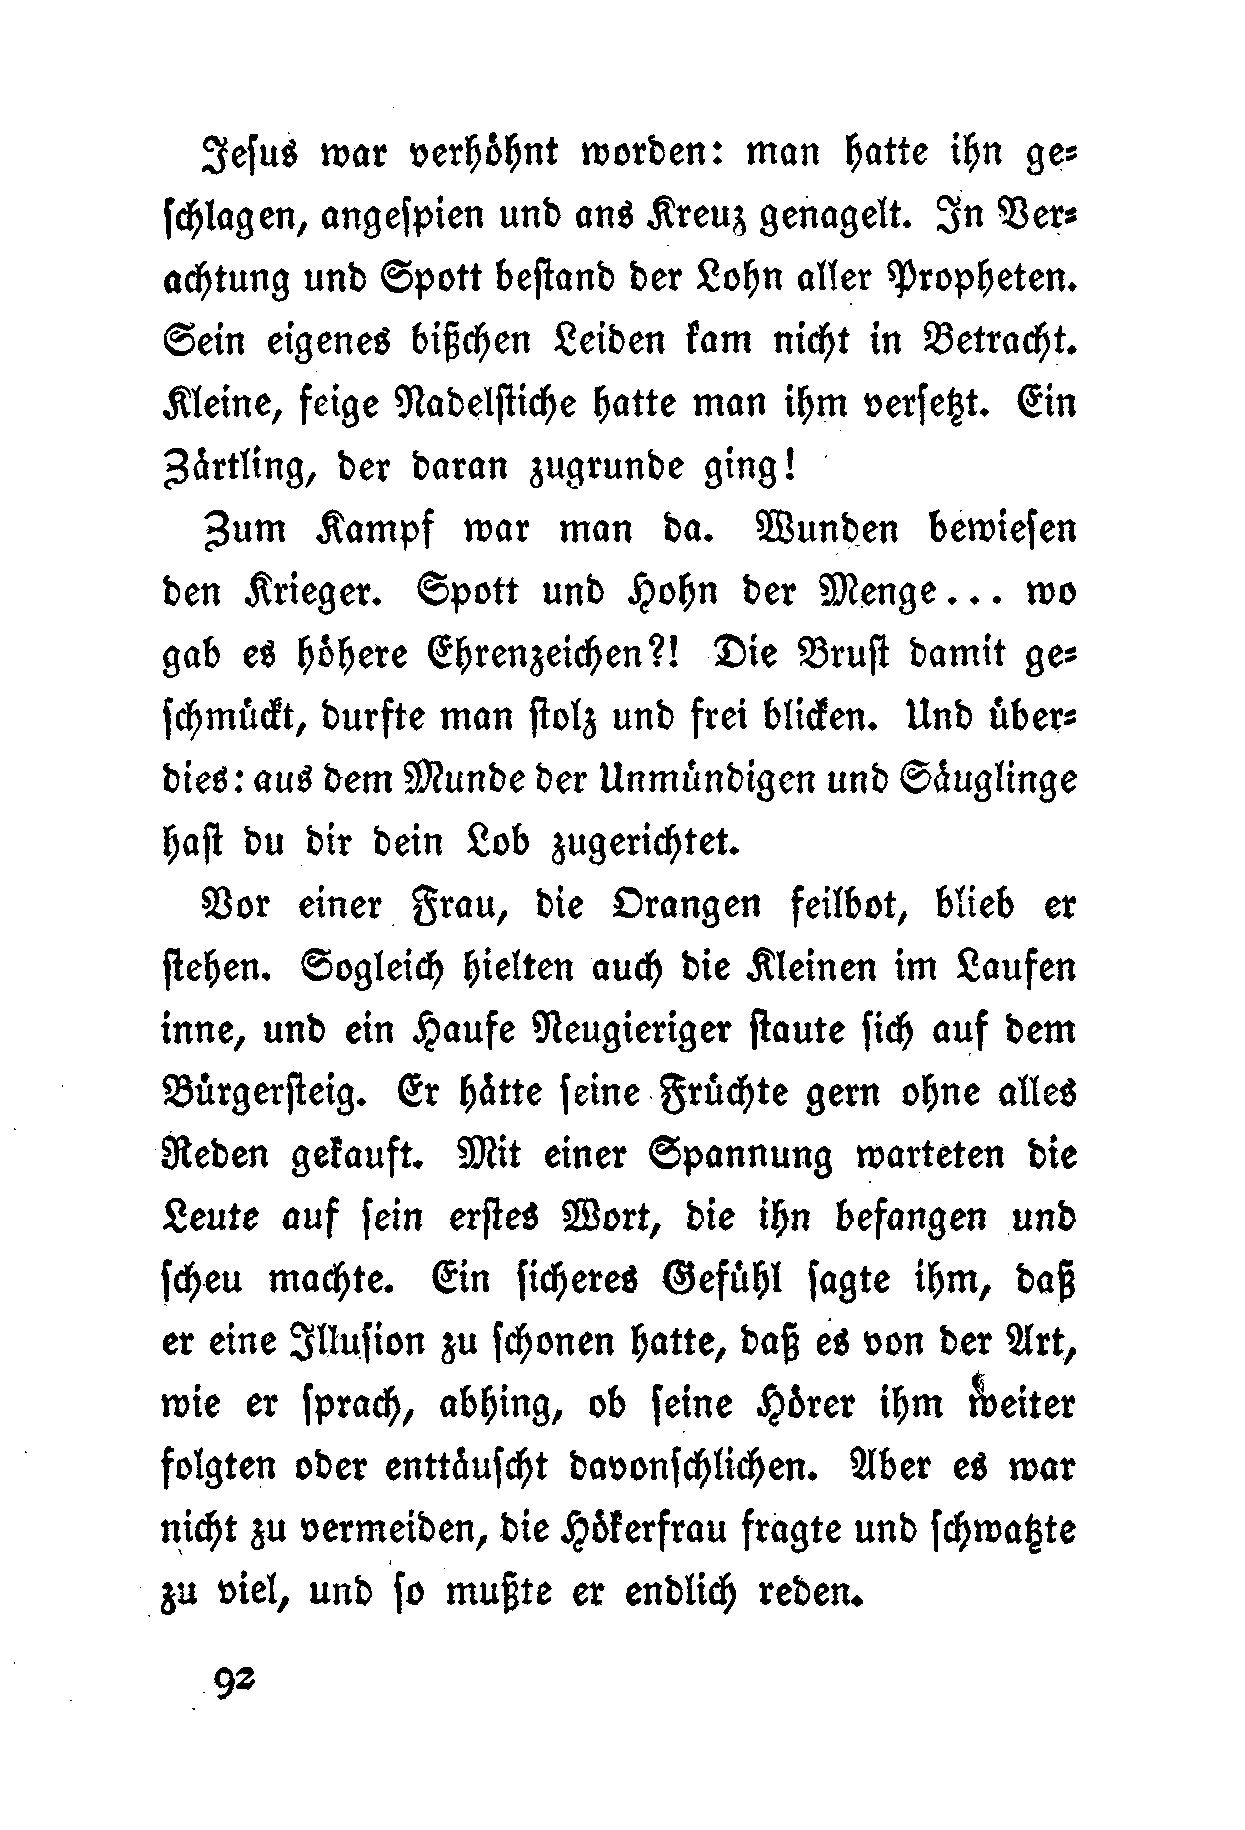 Jeſus war verhöhnt worden: man hatte ihn ge⸗
ſchlagen, angeſpien und ans Kreuz genagelt. In Ver⸗
achtung und Spott beſtand der Lohn aller Propheten.
Sein eigenes bißchen Leiden kam nicht in Betracht.
Kleine, feige Nadelſtiche hatte man ihm verſetzt. Ein
Zärtling, der daran zugrunde ging!
Zum Kampf war man da. Wunden bewieſen
den Krieger. Spott und Hohn der Menge... wo
gab es höhere Ehrenzeichen?! Die Bruſt damit ge⸗
ſchmückt, durfte man ſtolz und frei blicken. Und über⸗
dies: aus dem Munde der Unmündigen und Säuglinge
haſt du dir dein Lob zugerichtet.
Vor einer Frau, die Orangen feilbot, blieb er
ſtehen. Sogleich hielten auch die Kleinen im Laufen
inne, und ein Haufe Neugieriger ſtaute ſich auf dem
Bürgerſteig. Er hätte ſeine Früchte gern ohne alles
Reden gekauft. Mit einer Spannung warteten die
Leute auf ſein erſtes Wort, die ihn befangen und
ſcheu machte. Ein ſicheres Gefühl ſagte ihm, daß
er eine Illuſion zu ſchonen hatte, daß es von der Art,
wie er ſprach, abhing, ob ſeine Hörer ihm weiter
folgten oder enttäuſcht davonſchlichen. Aber es war
nicht zu vermeiden, die Hökerfrau fragte und ſchwatzte
zu viel, und ſo mußte er endlich reden.
92